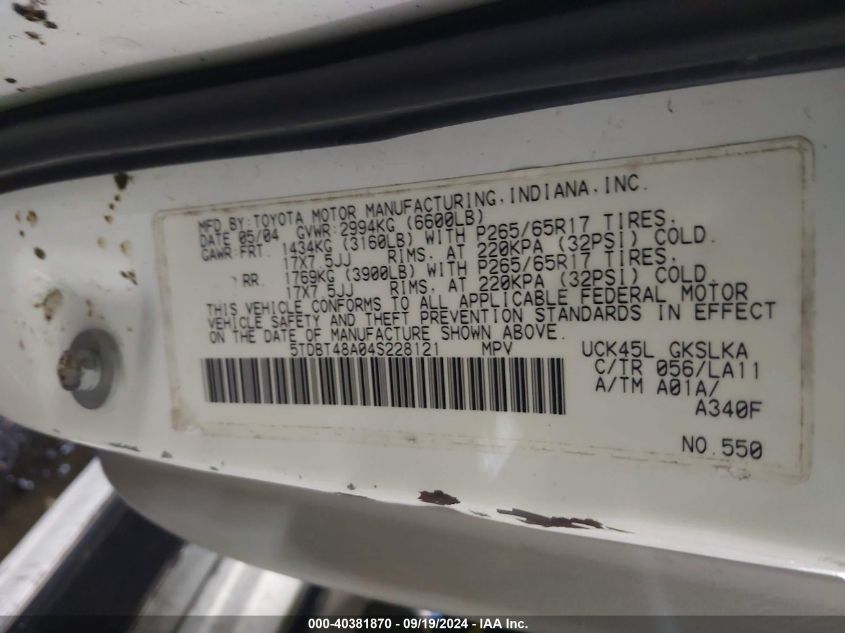 MFD BY:TOYOTA MOTOR MANUFACTURING,INDIANA,INC.
DATE 05/04 GVWR:2994KG (6600LB)
GAWR:FRT. 1434KG (3160LB) WITH P265/65R17 TIRES,
17X7.5JJ RIMS, AT 220KPA (32PSI) COLD.
RR. 1769KG (3900LB) WITH P265/65R17 TIRES,
17X7.5JJ RIMS, AT 220KPA (32PSI) COLD.
THIS VEHICLE CONFORMS TO ALL APPLICABLE FEDERAL MOTOR
VEHICLE SAFETY AND THEFT PREVENTION STANDARDS IN EFFECT
ON THE DATE OF MANUFACTURE SHOWN ABOVE.
5TDBT48A04S228121 MPV UCK45L GKSLKA
C/TR 056/LA11
A/TM A01A/
A340F
NO.550
<<000-40381870 - 09/19/2024 - iaai.com>>